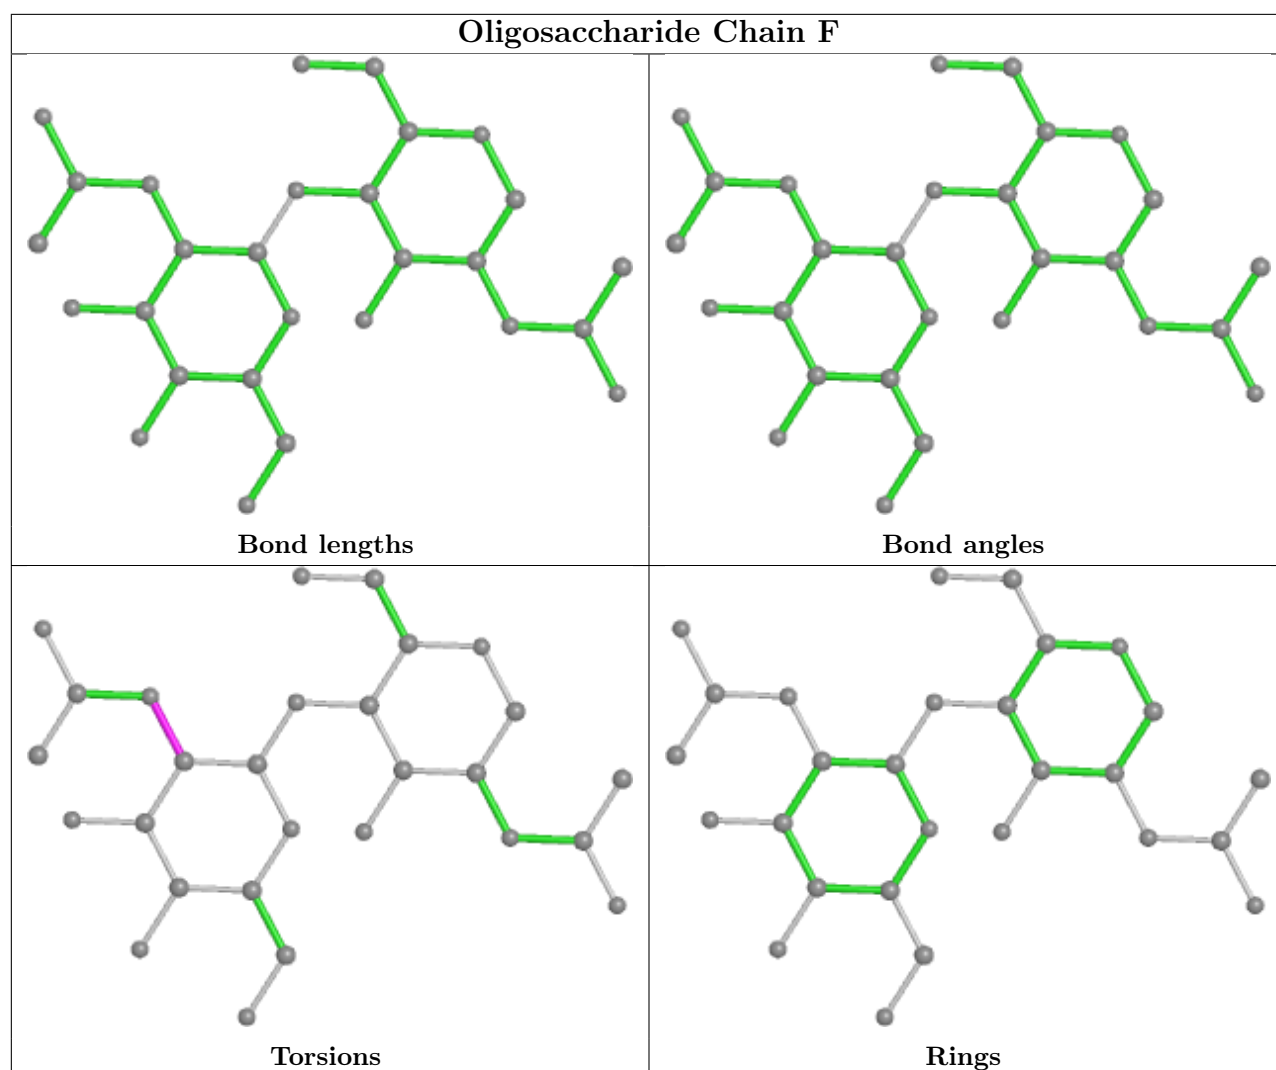 Oligosaccharide Chain F
Bond lengths
Bond angles
Torsions
Rings